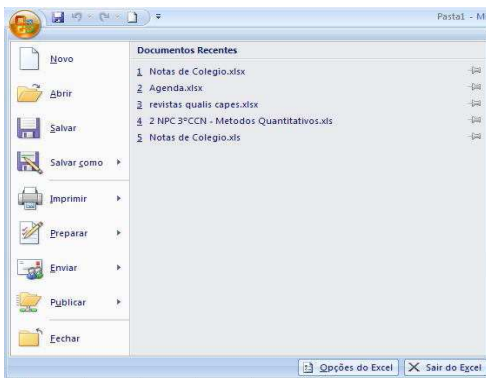 Pasta1 - M
Novo
Abrir
Salvar
Salvar como
Imprimir
Preparar
Enviar
Publicar
Fechar
Documentos Recentes
1 Notas de Colegio.xlsx
2 Agenda.xlsx
3 revistas qualis capes.xlsx
4 2 NPC 3ºCCN - Metodos Quantitativos.xls
5 Notas de Colegio.xls
Opções do Excel
Sair do Excel